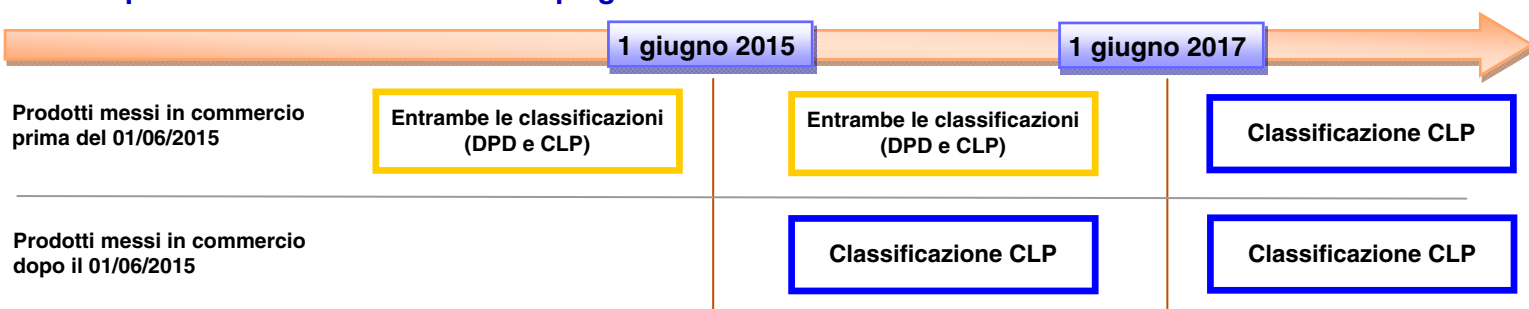 1 giugno 2015
1 giugno 2017
Prodotti messi in commercio
prima del 01/06/2015
Entrambe le classificazioni
(DPD e CLP)
Entrambe le classificazioni
(DPD e CLP)
Classificazione CLP
Prodotti messi in commercio
dopo il 01/06/2015
Classificazione CLP
Classificazione CLP